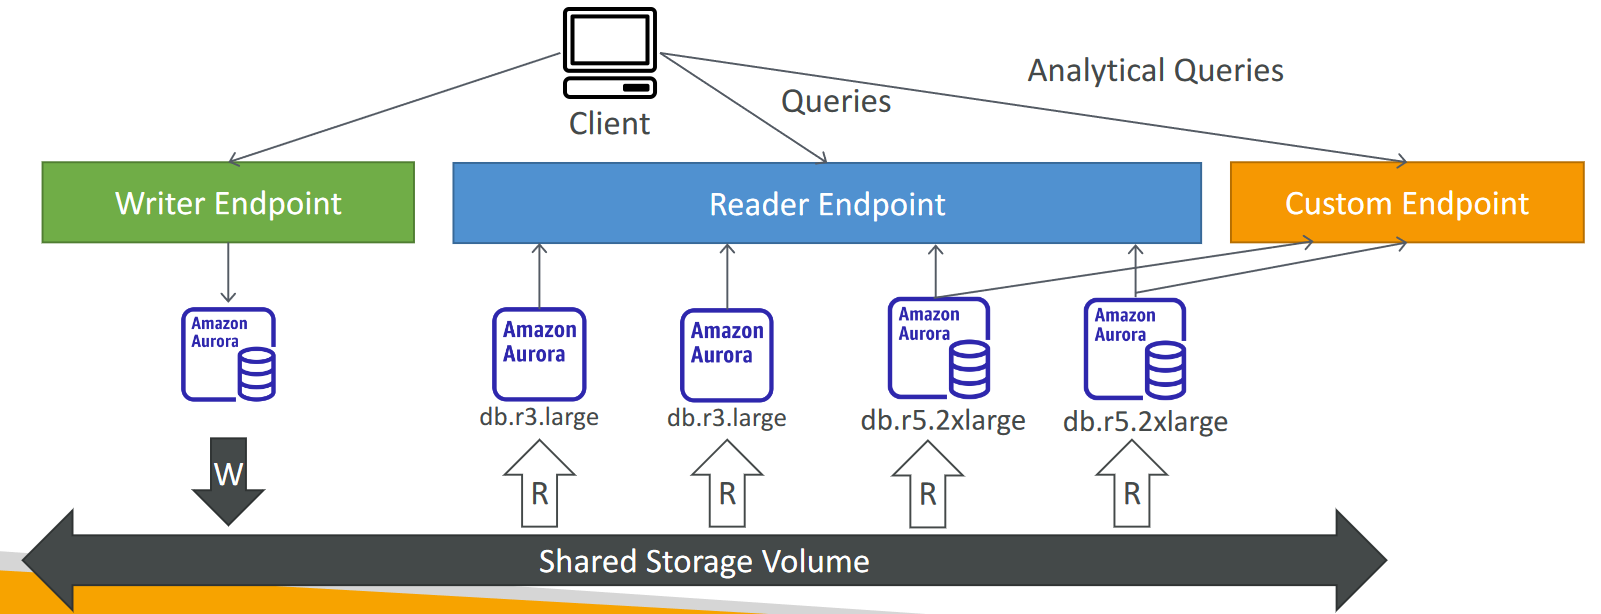 Client
Queries
Analytical Queries
Writer Endpoint
Reader Endpoint
Custom Endpoint
Amazon
Aurora
Amazon
Aurora
db.r3.large
Amazon
Aurora
db.r3.large
Amazon
Aurora
db.r5.2xlarge
Amazon
Aurora
db.r5.2xlarge
W
R
R
R
R
Shared Storage Volume